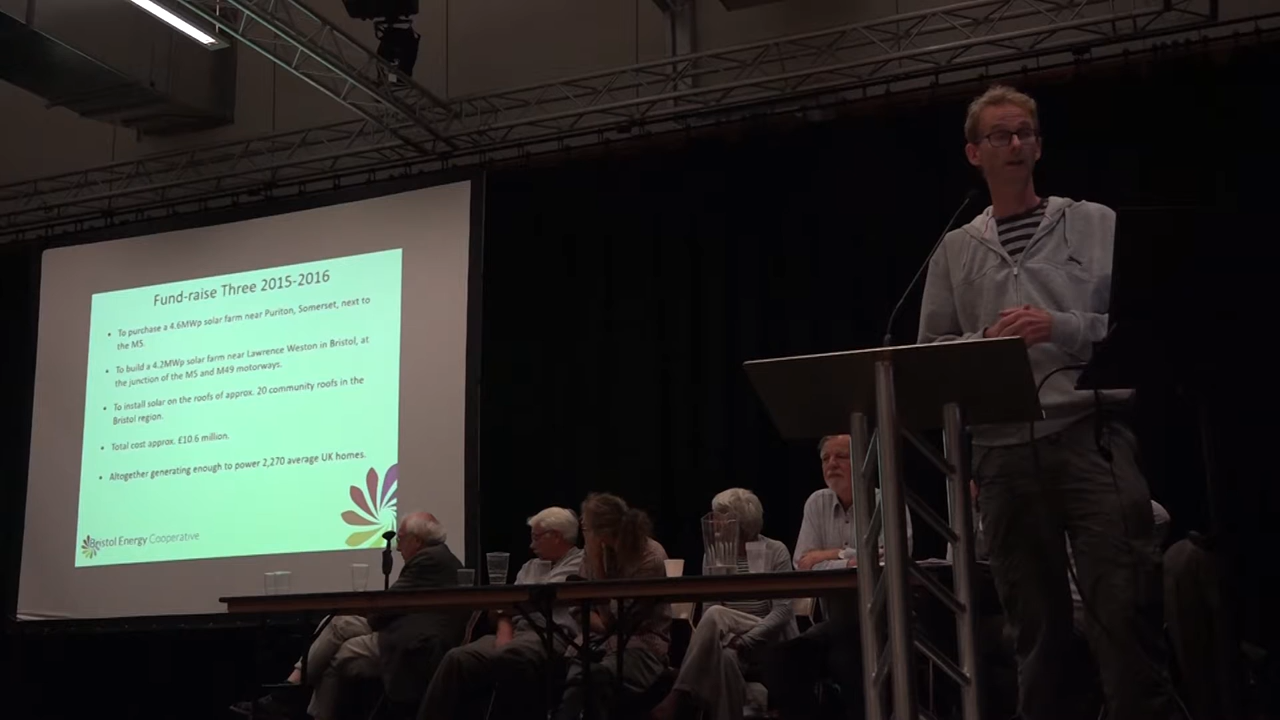 Fund-raise Three 2015-2016
• To purchase a 4.6MWp solar farm near Puriton, Somerset, next to
the M5.
• To build a 4.2MWp solar farm near Lawrence Weston in Bristol, at
the junction of the M5 and M49 motorways.
• To install solar on the roofs of approx. 20 community roofs in the
Bristol region.
• Total cost approx. £10.6 million.
• Altogether generating enough to power 2,270 average UK homes.
Bristol Energy Cooperative